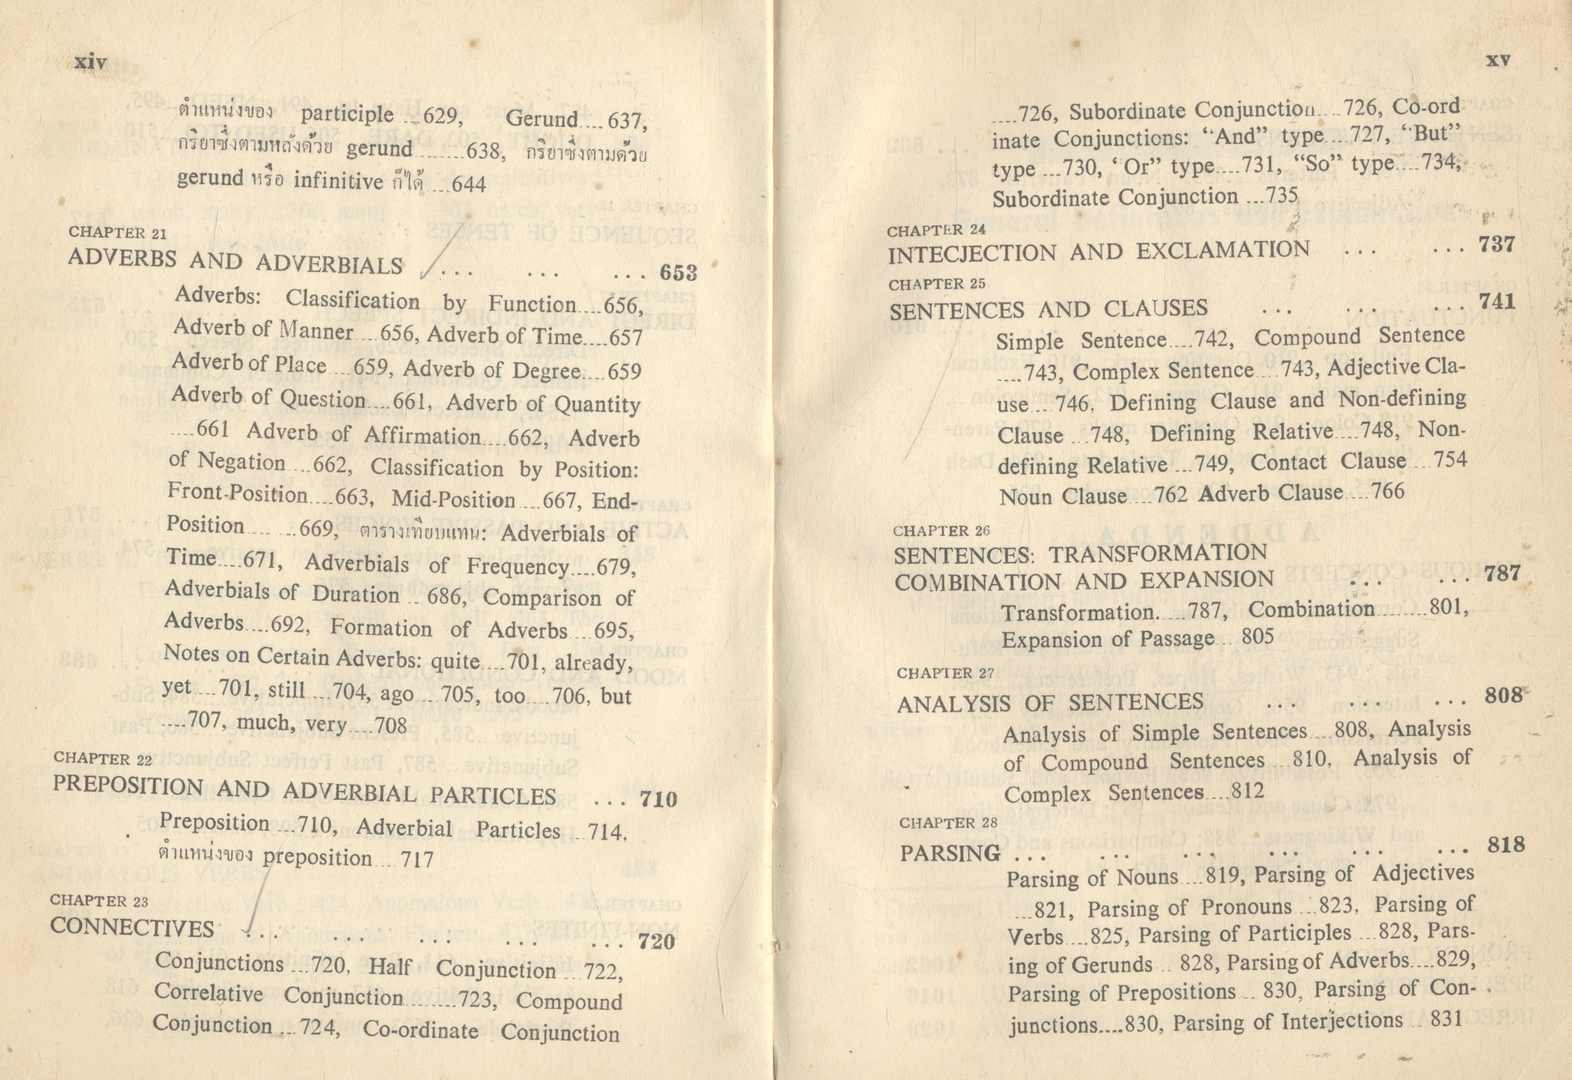 xiv
ตำแหน่งของ participle ...629, Gerund....637,
กริยาซึ่งตามหลังด้วย gerund........638, กริยาซึ่งตามด้วย
gerund หรือ infinitive ก็ได้ ...644
CHAPTER 21
ADVERBS AND ADVERBIALS ... ... ... 653
Adverbs: Classification by Function....656,
Adverb of Manner ...656, Adverb of Time....657
Adverb of Place ...659, Adverb of Degree....659
Adverb of Question....661, Adverb of Quantity
....661 Adverb of Affirmation....662, Adverb
of Negation ...662, Classification by Position:
Front-Position....663, Mid-Position ...667, End-
Position .... ...669, ตารางเทียบแทน: Adverbials of
Time....671, Adverbials of Frequency....679,
Adverbials of Duration .. 686, Comparison of
Adverbs....692, Formation of Adverbs ...695,
Notes on Certain Adverbs: quite ....701, already,
yet ...701, still ...704, ago ...705, too ....706, but
....707, much, very ....708
CHAPTER 22
PREPOSITION AND ADVERBIAL PARTICLES ... 710
Preposition ...710, Adverbial Particles ...714,
ตำแหน่งของ preposition ... 717
CHAPTER 23
CONNECTIVES ... ... ... ... ... 720
Conjunctions ...720, Half Conjunction ...722,
Correlative Conjunction ........723, Compound
Conjunction ...724, Co-ordinate Conjunction
xv
....726, Subordinate Conjunction....726, Co-ord
inate Conjunctions: "And" type....727, "But"
type ...730, 'Or" type....731, "So" type....734,
Subordinate Conjunction ...735
CHAPTER 24
INTECJECTION AND EXCLAMATION ... ... 737
CHAPTER 25
SENTENCES AND CLAUSES ... ... ... 741
Simple Sentence....742, Compound Sentence
....743, Complex Sentence....743, Adjective Cla-
use... 746, Defining Clause and Non-defining
Clause ...748, Defining Relative....748, Non-
defining Relative ...749, Contact Clause ...754
Noun Clause....762 Adverb Clause....766
CHAPTER 26
SENTENCES: TRANSFORMATION
COMBINATION AND EXPANSION ... ... 787
Transformation.....787, Combination........801,
Expansion of Passage... 805
CHAPTER 27
ANALYSIS OF SENTENCES ... ... ... 808
Analysis of Simple Sentences....808, Analysis
of Compound Sentences ...810, Analysis of
Complex Sentences....812
CHAPTER 28
PARSING ... ... ... ... ... ... 818
Parsing of Nouns ...819, Parsing of Adjectives
...821, Parsing of Pronouns ...823, Parsing of
Verbs ...825, Parsing of Participles ...828, Pars-
ing of Gerunds .. 828, Parsing of Adverbs....829,
Parsing of Prepositions .. 830, Parsing of Con-
junctions....830, Parsing of Interjections .. 831